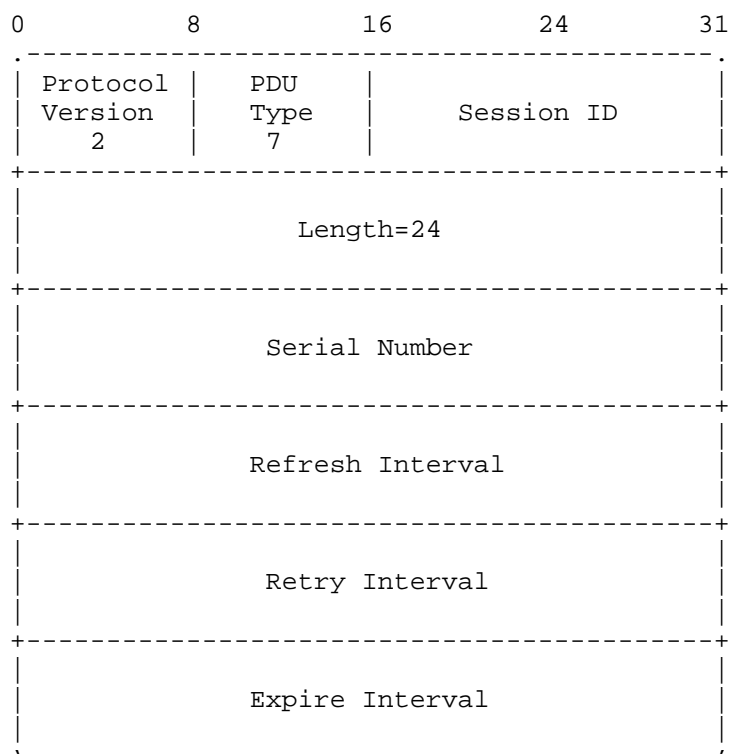 0 8 16 24 31
.-------------------------------------------.
| Protocol | PDU | |
| Version | Type | Session ID |
| 2 | 7 | |
+-------------------------------------------+
| |
| Length=24 |
| |
+-------------------------------------------+
| |
| Serial Number |
| |
+-------------------------------------------+
| |
| Refresh Interval |
| |
+-------------------------------------------+
| |
| Retry Interval |
| |
+-------------------------------------------+
| |
| Expire Interval |
| |